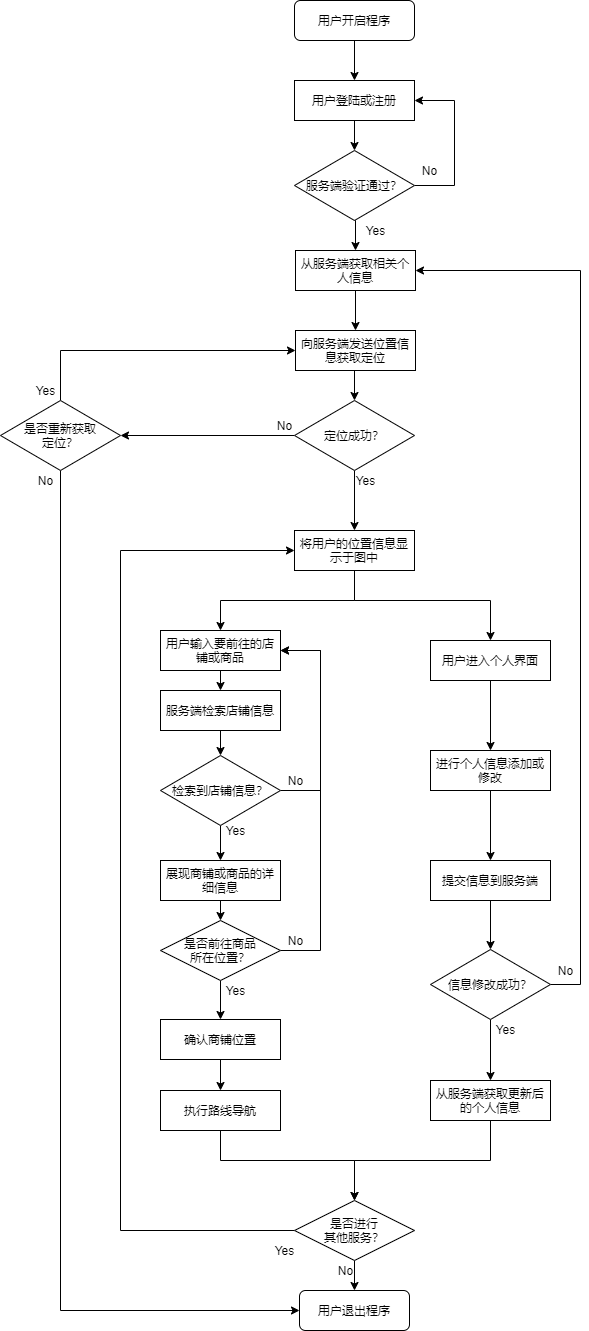 用户开启程序
用户登陆或注册
服务端验证通过？
No
Yes
从服务端获取相关个
人信息
向服务端发送位置信
息获取定位
Yes
是否重新获取
定位？
No
定位成功？
No
Yes
将用户的位置信息显
示于图中
用户输入要前往的店
铺或商品
用户进入个人界面
服务端检索店铺信息
进行个人信息添加或
修改
检索到店铺信息？
No
Yes
展现商铺或商品的详
细信息
提交信息到服务端
是否前往商品
所在位置？
No
Yes
信息修改成功？
No
Yes
确认商铺位置
执行路线导航
从服务端获取更新后
的个人信息
是否进行
其他服务？
Yes
No
用户退出程序